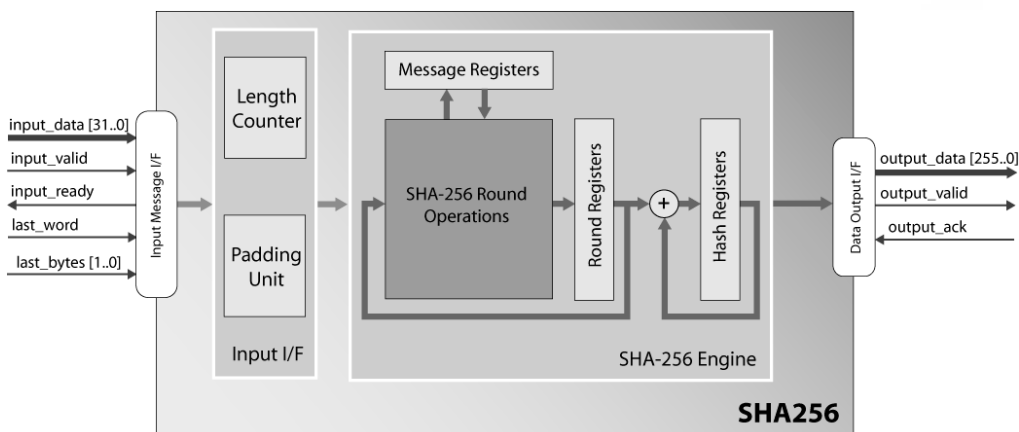 input_data [31..0]
input_valid
input_ready
last_word
last_bytes [1..0]
Input Message I/F
Length
Counter
Padding
Unit
Input I/F
Message Registers
SHA-256 Round
Operations
Round Registers
+
Hash Registers
SHA-256 Engine
Data Output I/F
output_data [255..0]
output_valid
output_ack
SHA256